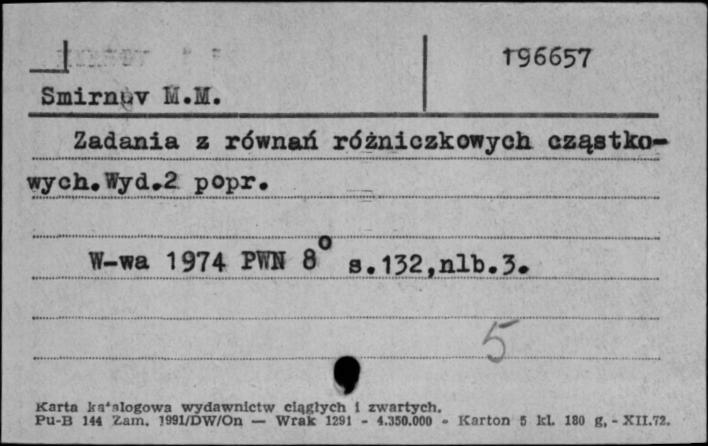 196657
Smirnov M.M.
Zadania z równań różniczkowych cząstko-
wych.Wyd.2 popr.
W-wa 1974 PWN 8° s.132,nlb.3.
5
Karta katalogowa wydawnictw ciągłych i zwartych.
Pu-B 144 Zam. 1991/DW/On — Wrak 1291 - 4.350.000 - Karton 5 kl. 180 g, - XII.72.